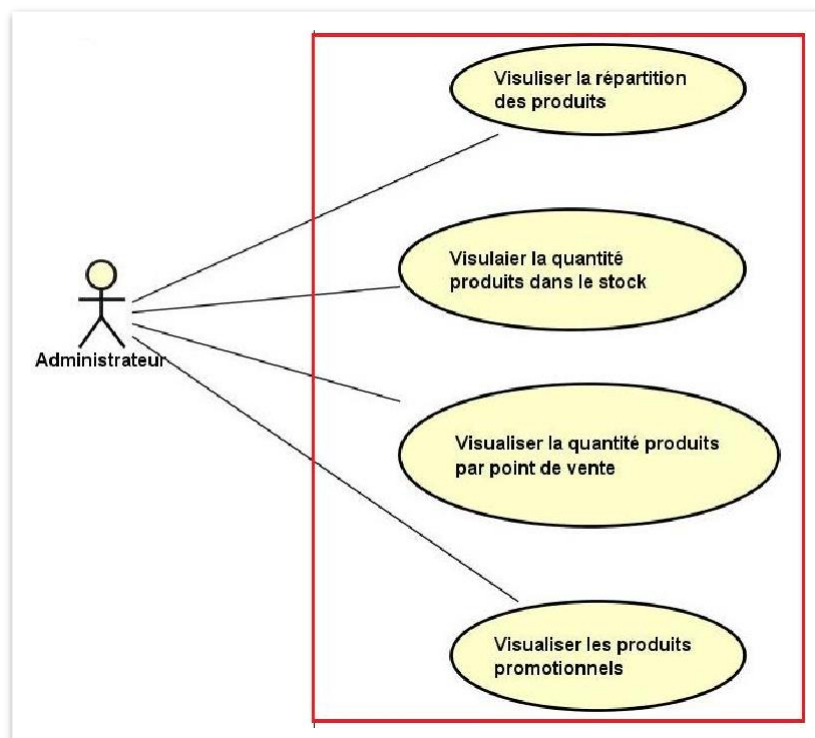 Visuliser la répartition
des produits
Visulaier la quantité
produits dans le stock
Administrateur
Visualiser la quantité produits
par point de vente
Visualiser les produits
promotionnels